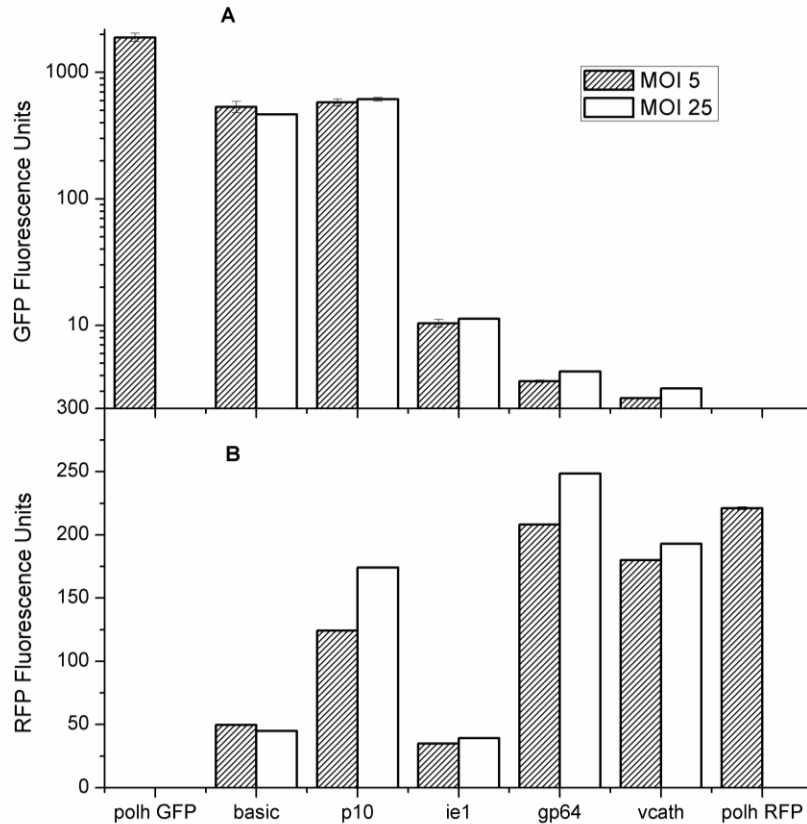 A
MOI 5
MOI 25
GFP Fluorescence Units
1000
100
10
300
B
RFP Fluorescence Units
250
200
150
100
50
0
polh GFP basic p10 ie1 gp64 vcath polh RFP